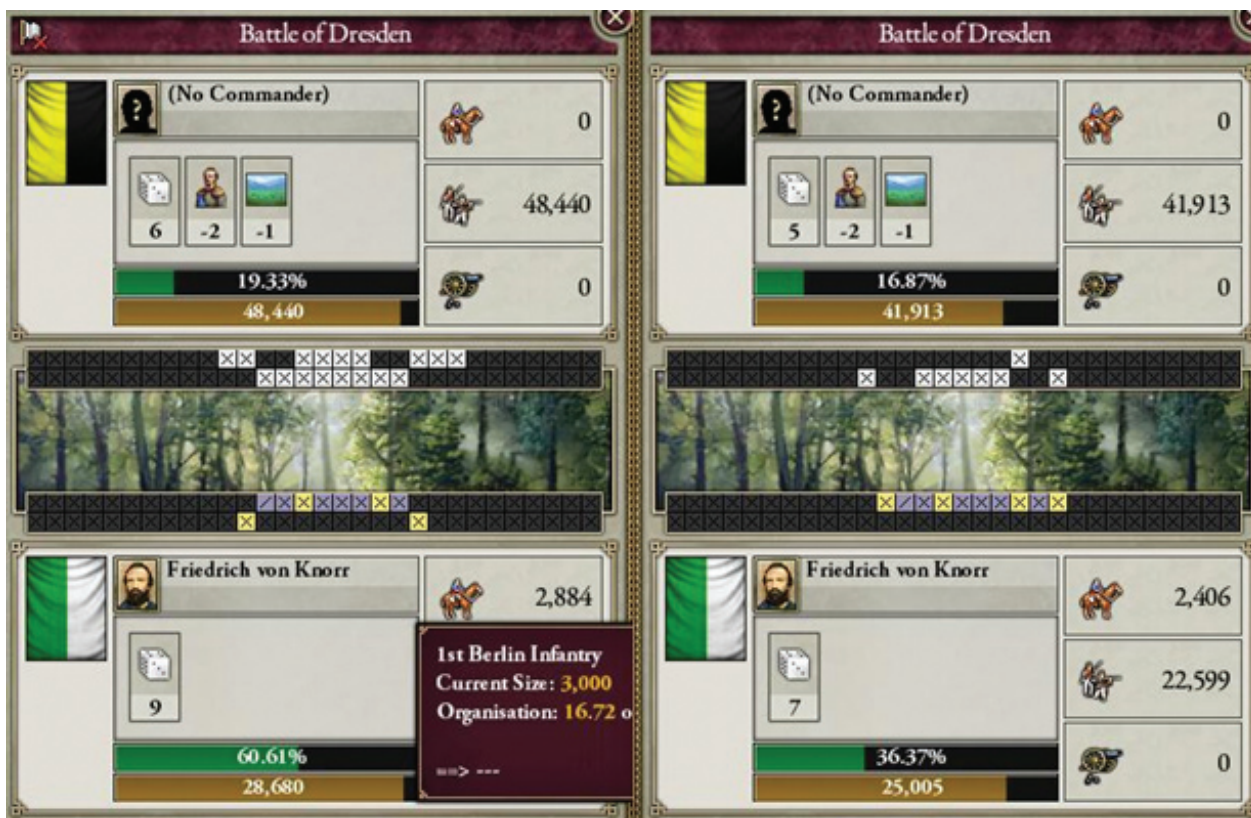 Battle of Dresden
(No Commander)
0
6 -2 -1
48,440
19.33%
48,440
0
Friedrich von Knorr
2,884
9
60.61%
28,680
1st Berlin Infantry
Current Size: 3,000
Organisation: 16.72 o
==> ---
Battle of Dresden
(No Commander)
0
5 -2 -1
41,913
16.87%
41,913
0
Friedrich von Knorr
2,406
7
22,599
36.37%
25,005
0